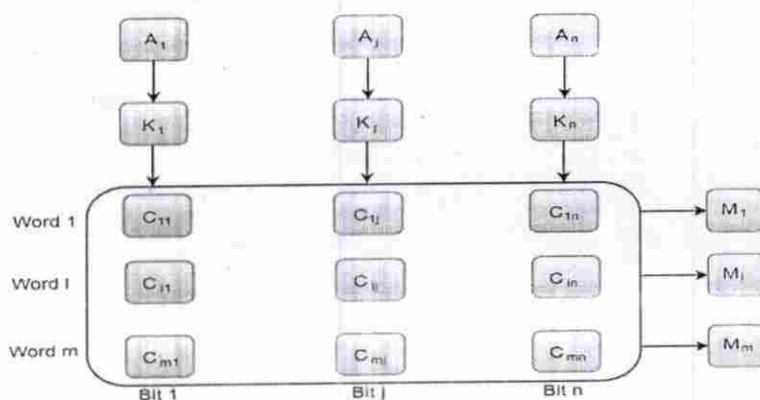 A₁ Aⱼ Aₙ
K₁ Kⱼ Kₙ
Word 1 C₁₁ C₁ⱼ C₁ₙ M₁
Word I Cᵢ₁ Cᵢⱼ Cᵢₙ Mᵢ
Word m Cₘ₁ Cₘⱼ Cₘₙ Mₘ
Bit 1 Bit j Bit n